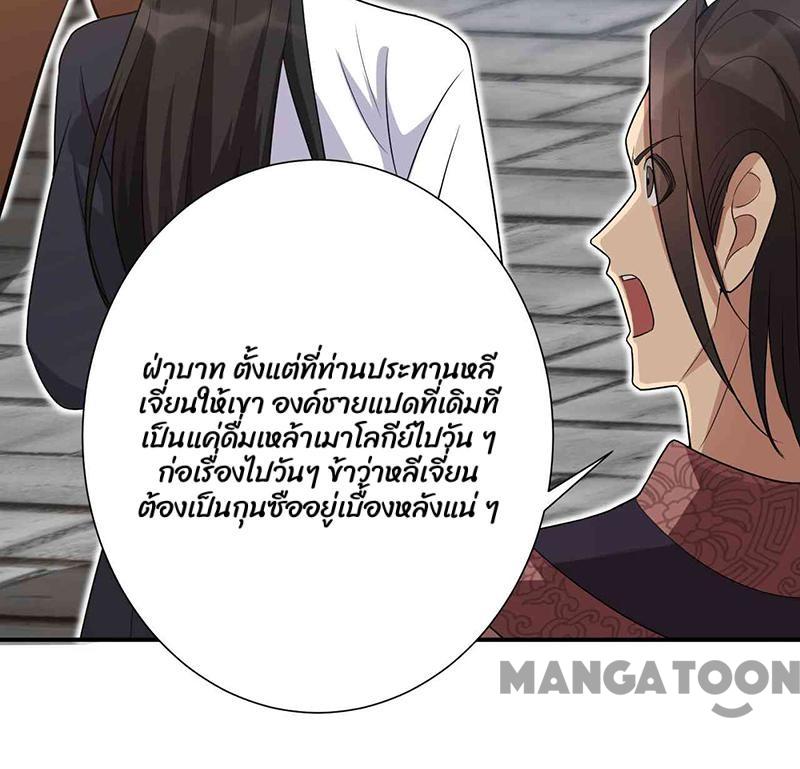 ฝ่าบาท ตั้งแต่ที่ท่านประทานหลี
เจี่ยนให้เขา องค์ชายแปดที่เดิมที
เป็นแค่ดื่มเหล้าเมาโลกีย์ไปวัน ๆ
ก่อเรื่องไปวันๆ ข้าว่าหลีเจี่ยน
ต้องเป็นกุนซืออยู่เบื้องหลังแน่ ๆ
MANGATOON